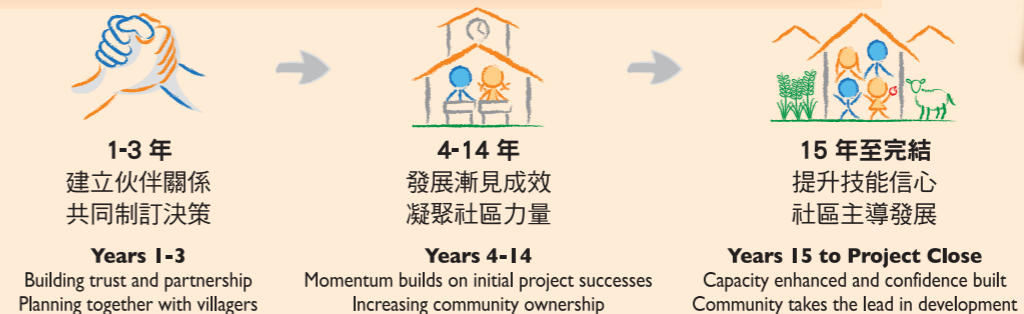 1-3 年
建立伙伴關係
共同制訂決策
Years 1-3
Building trust and partnership
Planning together with villagers
4-14 年
發展漸見成效
凝聚社區力量
Years 4-14
Momentum builds on initial project successes
Increasing community ownership
15 年至完結
提升技能信心
社區主導發展
Years 15 to Project Close
Capacity enhanced and confidence built
Community takes the lead in development